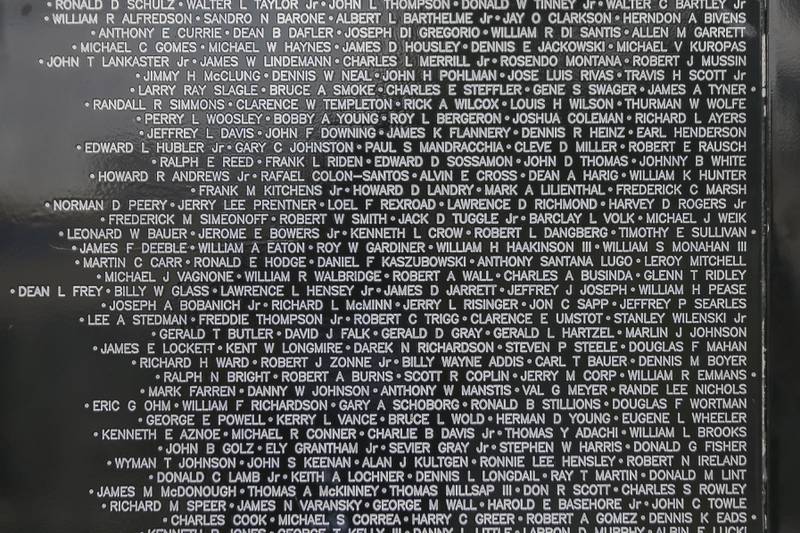 • RONALD D SCHULZ • WALTER L TAYLOR Jr • JOHN L THOMPSON • DONALD W TINNEY Jr • WALTER C BARTLEY Jr
• WILLIAM R ALFREDSON • SANDRO N BARONE • ALBERT L BARTHELME Jr • JAY O CLARKSON • HERNDON A BIVENS
• ANTHONY E CURRIE • DEAN B DAFLER • JOSEPH DI GREGORIO • WILLIAM R DI SANTIS • ALLEN M GARRETT
• MICHAEL C GOMES • MICHAEL W HAYNES • JAMES D HOUSLEY • DENNIS E JACKOWSKI • MICHAEL V KUROPAS
• JOHN T LANKASTER Jr • JAMES W LINDEMANN • CHARLES J MERRILL Jr • ROSENDO MONTANA • ROBERT J MUSSIN
• JIMMY H McCLUNG • DENNIS W NEAL • JOHN H POHLMAN • JOSE LUIS RIVAS • TRAVIS H SCOTT Jr
• LARRY RAY SLAGLE • BRUCE A SMOKE • CHARLES E STEFFLER • GENE S SWAGER • JAMES A TYNER •
• RANDALL R SIMMONS • CLARENCE W TEMPLETON • RICK A WILCOX • LOUIS H WILSON • THURMAN W WOLFE
• PERRY L WOOSLEY • BOBBY A YOUNG • ROY L BERGERON • JOSHUA COLEMAN • RICHARD L AYERS
• JEFFREY L DAVIS • JOHN F DOWNING • JAMES K FLANNERY • DENNIS R HEINZ • EARL HENDERSON
• EDWARD L HUBLER Jr • GARY C JOHNSTON • PAUL S MANDRACCHIA • CLEVE D MILLER • ROBERT E RAUSCH
• RALPH E REED • FRANK L RIDEN • EDWARD D SOSSAMON • JOHN D THOMAS • JOHNNY B WHITE
• HOWARD R ANDREWS Jr • RAFAEL COLON–SANTOS • ALVIN E CROSS • DEAN A HARIG • WILLIAM K HUNTER
• FRANK M KITCHENS Jr • HOWARD D LANDRY • MARK A LILIENTHAL • FREDERICK C MARSH
• NORMAN D PEERY • JERRY LEE PRENTNER • LOEL F REXROAD • LAWRENCE D RICHMOND • HARVEY D ROGERS Jr
• FREDERICK M SIMEONOFF • ROBERT W SMITH • JACK D TUGGLE Jr • BARCLAY L VOLK • MICHAEL J WEIK
• LEONARD W BAUER • JEROME E BOWERS Jr • KENNETH L CROW • ROBERT L DANGBERG • TIMOTHY E SULLIVAN •
• JAMES F DEEBLE • WILLIAM A EATON • ROY W GARDINER • WILLIAM H HAAKINSON III • WILLIAM S MONAHAN III
• MARTIN C CARR • RONALD E HODGE • DANIEL F KASZUBOWSKI • ANTHONY SANTANA LUGO • LEROY MITCHELL
• MICHAEL J VAGNONE • WILLIAM R WALBRIDGE • ROBERT A WALL • CHARLES A BUSINDA • GLENN T RIDLEY
• DEAN L FREY • BILLY W GLASS • LAWRENCE L HENSEY Jr • JAMES D JARRETT • JEFFREY J JOSEPH • WILLIAM H PEASE
• JOSEPH A BOBANICH Jr • RICHARD L McMINN • JERRY L RISINGER • JON C SAPP • JEFFREY P SEARLES
• LEE A STEDMAN • FREDDIE THOMPSON Jr • ROBERT C TRIGG • CLARENCE E UMSTOT • STANLEY WILENSKI Jr
• GERALD T BUTLER • DAVID J FALK • GERALD D GRAY • GERALD L HARTZEL • MARLIN J JOHNSON
• JAMES E LOCKETT • KENT W LONGMIRE • DAREK N RICHARDSON • STEVEN P STEELE • DOUGLAS F MAHAN
• RICHARD H WARD • ROBERT J ZONNE Jr • BILLY WAYNE ADDIS • CARL T BAUER • DENNIS M BOYER
• RALPH N BRIGHT • ROBERT A BURNS • SCOTT R COPLIN • JERRY M CORP • WILLIAM R EMMANS •
• MARK FARREN • DANNY W JOHNSON • ANTHONY W MANSTIS • VAL G MEYER • RANDE LEE NICHOLS
• ERIC G OHM • WILLIAM F RICHARDSON • GARY A SCHOBORG • RONALD B STILLIONS • DOUGLAS F WORTMAN
• GEORGE E POWELL • KERRY L VANCE • BRUCE L WOLD • HERMAN D YOUNG • EUGENE L WHEELER
• KENNETH E AZNOE • MICHAEL R CONNER • CHARLIE B DAVIS Jr • THOMAS Y ADACHI • WILLIAM L BROOKS
• JOHN B GOLZ • ELY GRANTHAM Jr • SEVIER GRAY Jr • STEPHEN W HARRIS • DONALD G FISHER
• WYMAN T JOHNSON • JOHN S KEENAN • ALAN J KULTGEN • RONNIE LEE HENSLEY • ROBERT N IRELAND
• DONALD C LAMB Jr • KEITH A LOCHNER • DENNIS L LONGDAIL • RAY T MARTIN • DONALD M LINT
• JAMES M McDONOUGH • THOMAS A McKINNEY • THOMAS MILLSAP III • DON R SCOTT • CHARLES S ROWLEY
• RICHARD M SPEER • JAMES N VARANSKY • GEORGE M WALL • HAROLD E BASEHORE Jr • JOHN C TOWLE
• CHARLES COOK • MICHAEL S CORREA • HARRY C GREER • ROBERT A GOMEZ • DENNIS K EADS •